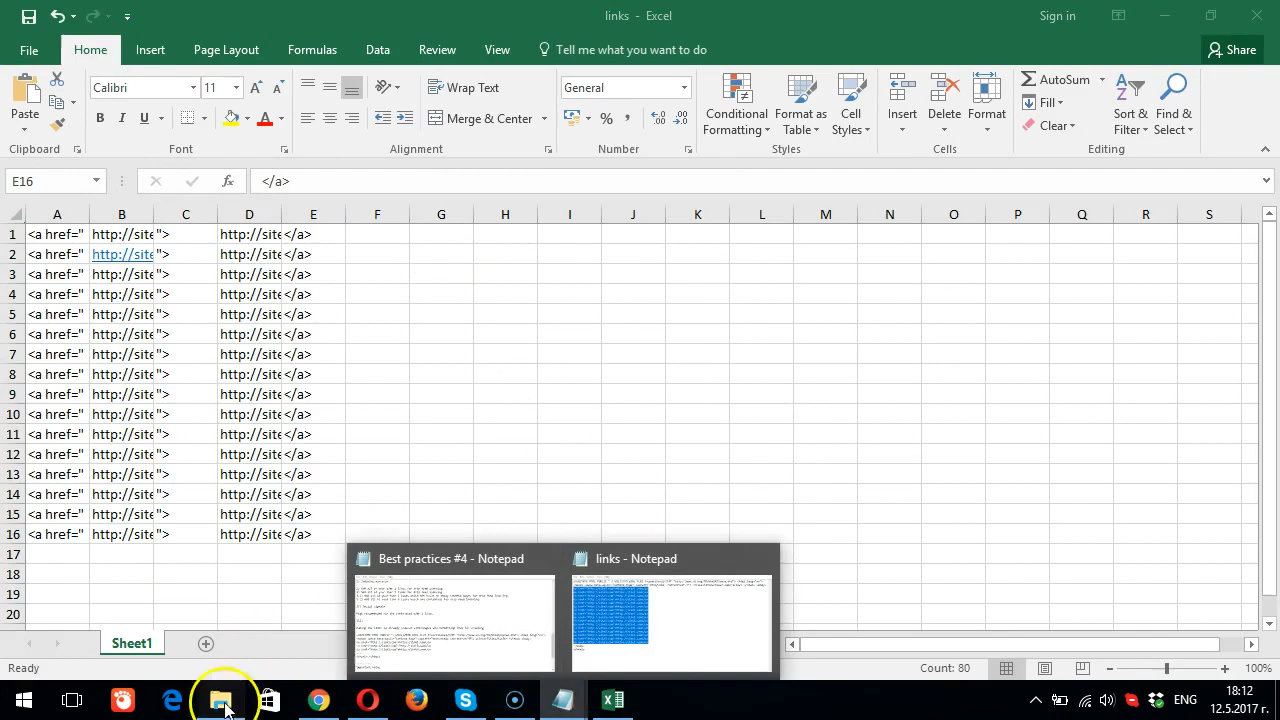 links - Excel
Sign in
File
Home
Insert
Page Layout
Formulas
Data
Review
View
Tell me what you want to do
Share
Paste
Calibri
11
Wrap Text
Merge & Center
General
Conditional Formatting
Format as Table
Cell Styles
Insert
Delete
Format
AutoSum
Fill
Clear
Sort & Filter
Find & Select
Clipboard
Font
Alignment
Number
Styles
Cells
Editing
E16
</a>
A B C D E F G H I J K L M N O P Q R S
1 <a href=" http://site "> http://site </a>
2 <a href=" http://site "> http://site </a>
3 <a href=" http://site "> http://site </a>
4 <a href=" http://site "> http://site </a>
5 <a href=" http://site "> http://site </a>
6 <a href=" http://site "> http://site </a>
7 <a href=" http://site "> http://site </a>
8 <a href=" http://site "> http://site </a>
9 <a href=" http://site "> http://site </a>
10 <a href=" http://site "> http://site </a>
11 <a href=" http://site "> http://site </a>
12 <a href=" http://site "> http://site </a>
13 <a href=" http://site "> http://site </a>
14 <a href=" http://site "> http://site </a>
15 <a href=" http://site "> http://site </a>
16 <a href=" http://site "> http://site </a>
17
18
19
20
Best practices #4 - Notepad
links - Notepad
Sheet1
Ready
Count: 80
100%
ENG
18:12
12.5.2017 г.